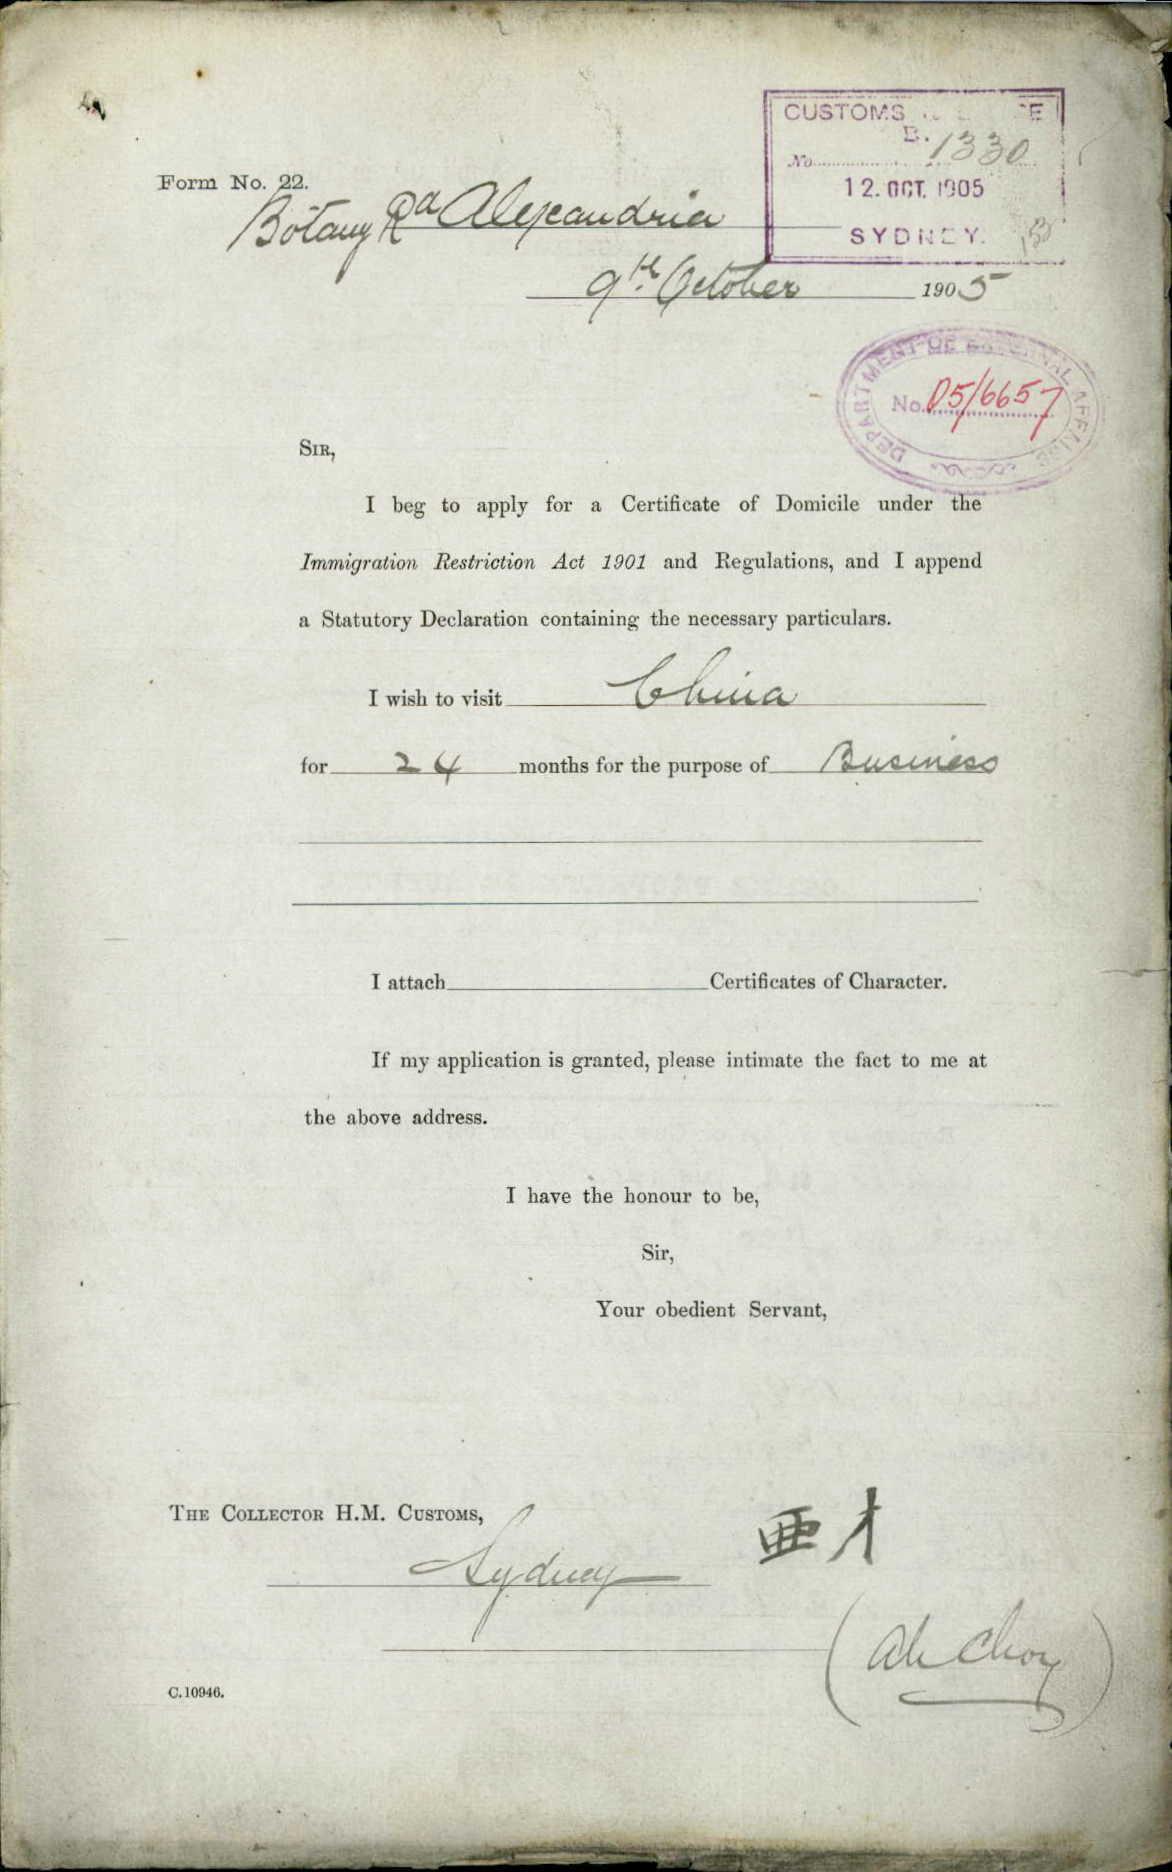 CUSTOMS
B.
No 1330
12. OCT. 1905
SYDNEY.
Form No. 22.
Botany Rd Alexandria
9th October 1905
DEPARTMENT OF EXTERNAL AFFAIRS
No. 05/6657
SIR,
I beg to apply for a Certificate of Domicile under the
Immigration Restriction Act 1901 and Regulations, and I append
a Statutory Declaration containing the necessary particulars.
I wish to visit China
for 24 months for the purpose of Business
I attach Certificates of Character.
If my application is granted, please intimate the fact to me at
the above address.
I have the honour to be,
Sir,
Your obedient Servant,
THE COLLECTOR H.M. CUSTOMS,
Sydney
亜才
(Ah Choy)
C.10946.